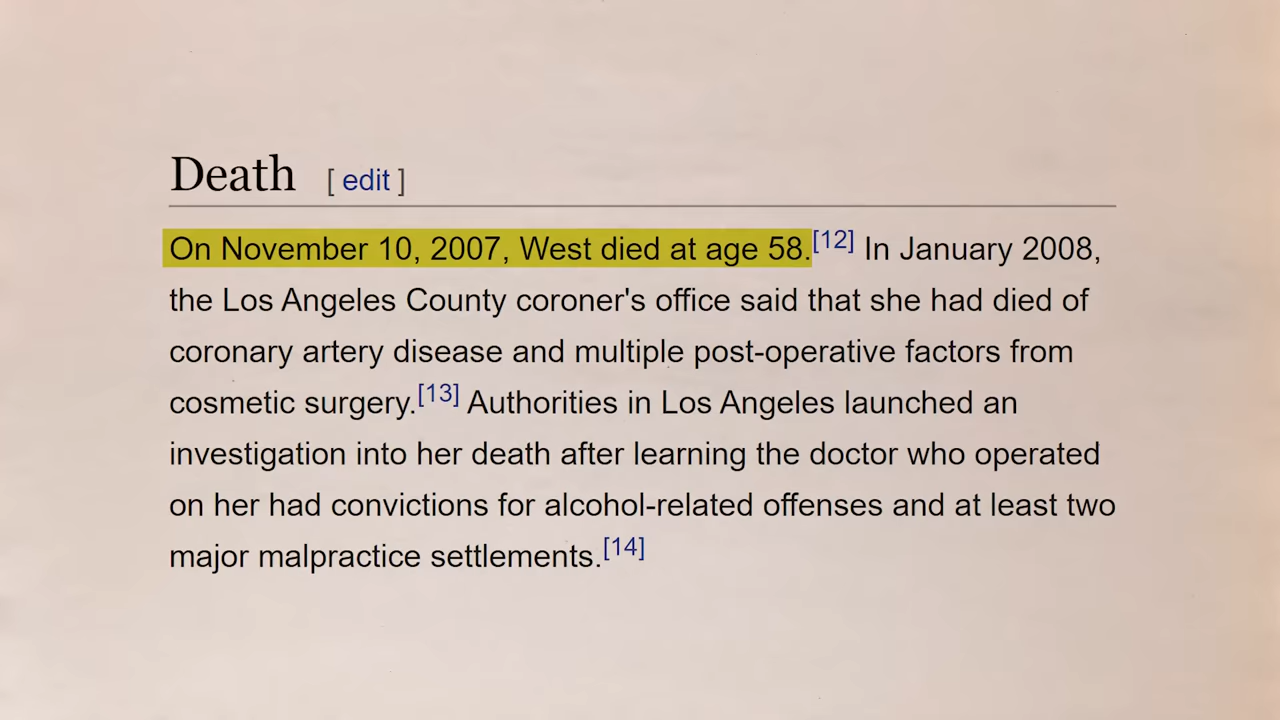 Death [ edit ]
On November 10, 2007, West died at age 58.[12] In January 2008,
the Los Angeles County coroner's office said that she had died of
coronary artery disease and multiple post-operative factors from
cosmetic surgery.[13] Authorities in Los Angeles launched an
investigation into her death after learning the doctor who operated
on her had convictions for alcohol-related offenses and at least two
major malpractice settlements.[14]